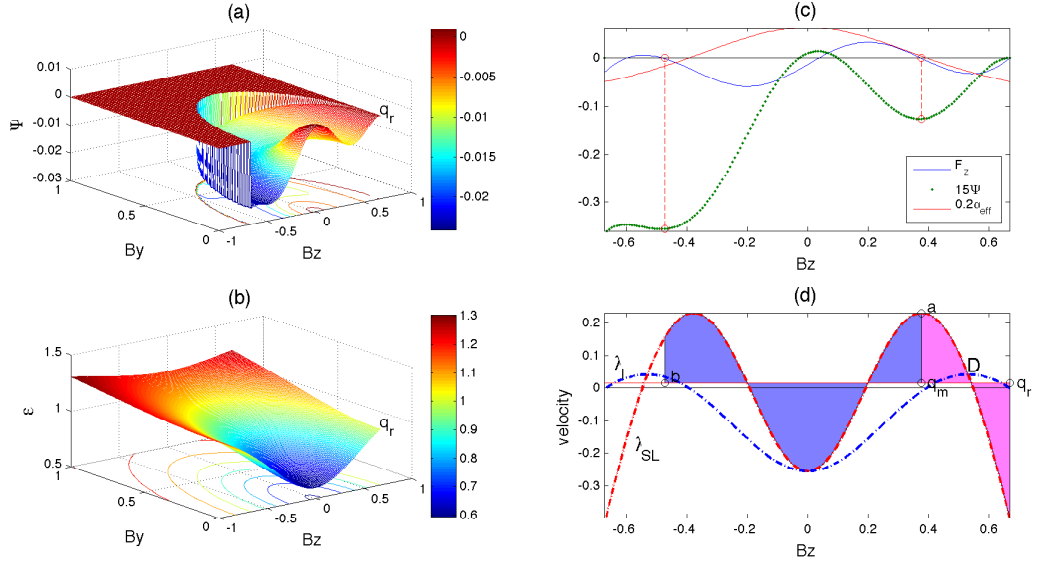 (a)
0.01
0
−0.01
−0.02
−0.03
Ψ
1
0.5
0
By
-1
-0.5
0
0.5
1
Bz
q_r
0
−0.005
−0.01
−0.015
−0.02
(b)
1.5
1
0.5
ε
1
0.5
0
By
-1
-0.5
0
0.5
1
Bz
q_r
1.3
1.2
1.1
1
0.9
0.8
0.7
0.6
(c)
0
-0.1
-0.2
-0.3
-0.6 -0.4 -0.2 0 0.2 0.4 0.6
Bz
F_z
15Ψ
0.2α_eff
(d)
0.2
0.1
0
-0.1
-0.2
-0.3
velocity
-0.6 -0.4 -0.2 0 0.2 0.4 0.6
Bz
a
λ_I
b
D
q_m
q_r
λ_SL